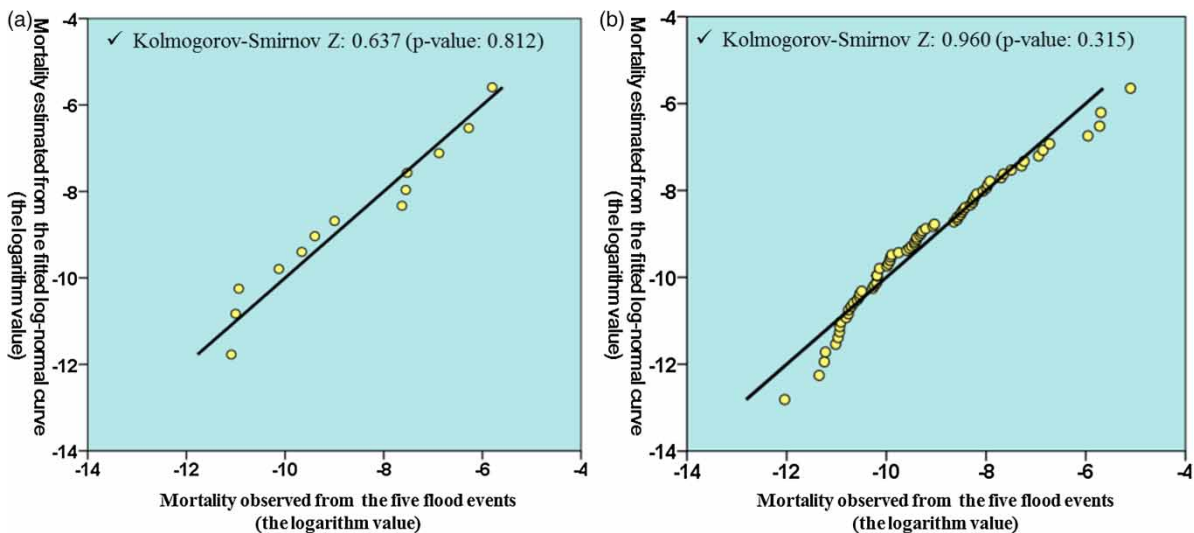 (a)
Mortality estimated from the fitted log-normal curve
(the logarithm value)
-4
-6
-8
-10
-12
-14
✓ Kolmogorov-Smirnov Z: 0.637 (p-value: 0.812)
-14
-12
-10
-8
-6
-4
Mortality observed from the five flood events
(the logarithm value)
(b)
Mortality estimated from the fitted log-normal curve
(the logarithm value)
-4
-6
-8
-10
-12
-14
✓ Kolmogorov-Smirnov Z: 0.960 (p-value: 0.315)
-14
-12
-10
-8
-6
-4
Mortality observed from the five flood events
(the logarithm value)